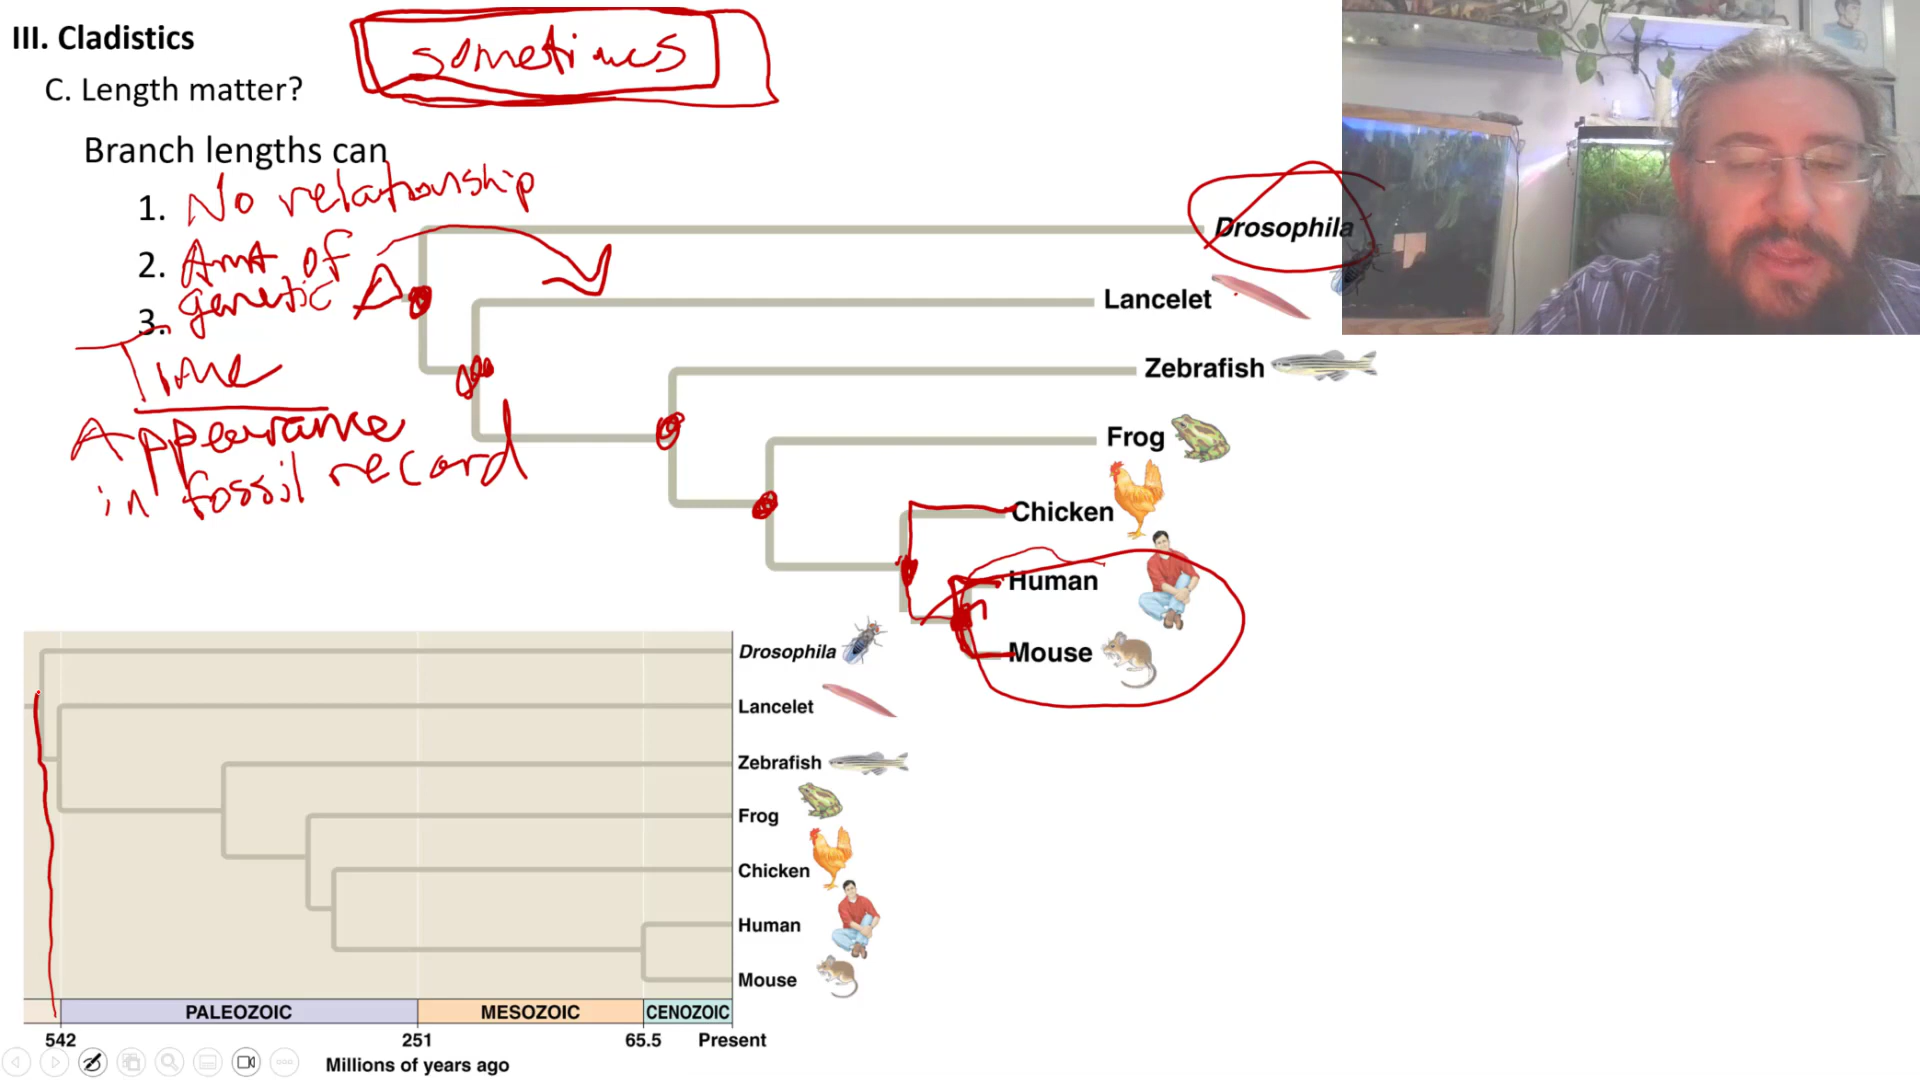 III. Cladistics
sometimes
C. Length matter?
Branch lengths can
1. No relationship
2. Amt of
genetic Δ
3.
Time
Appearance
in fossil record
Drosophila
Lancelet
Zebrafish
Frog
Chicken
Human
Mouse
Drosophila
Lancelet
Zebrafish
Frog
Chicken
Human
Mouse
PALEOZOIC MESOZOIC CENOZOIC
542 251 65.5 Present
Millions of years ago